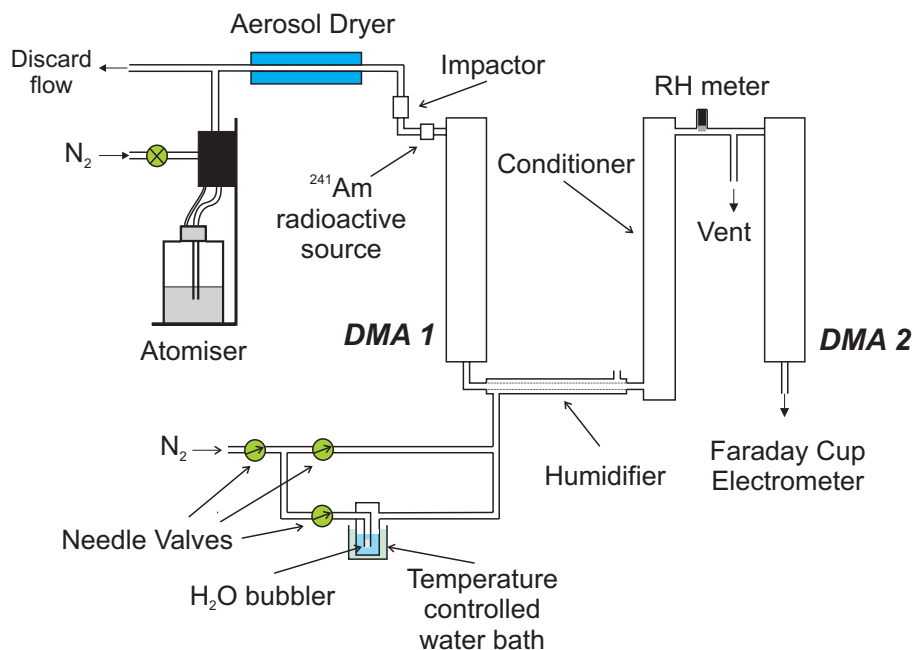 Aerosol Dryer
Discard
flow
Impactor
RH meter
N₂
Conditioner
²⁴¹Am
radioactive
source
Vent
DMA 1
DMA 2
Atomiser
N₂
Humidifier
Faraday Cup
Electrometer
Needle Valves
H₂O bubbler
Temperature
controlled
water bath